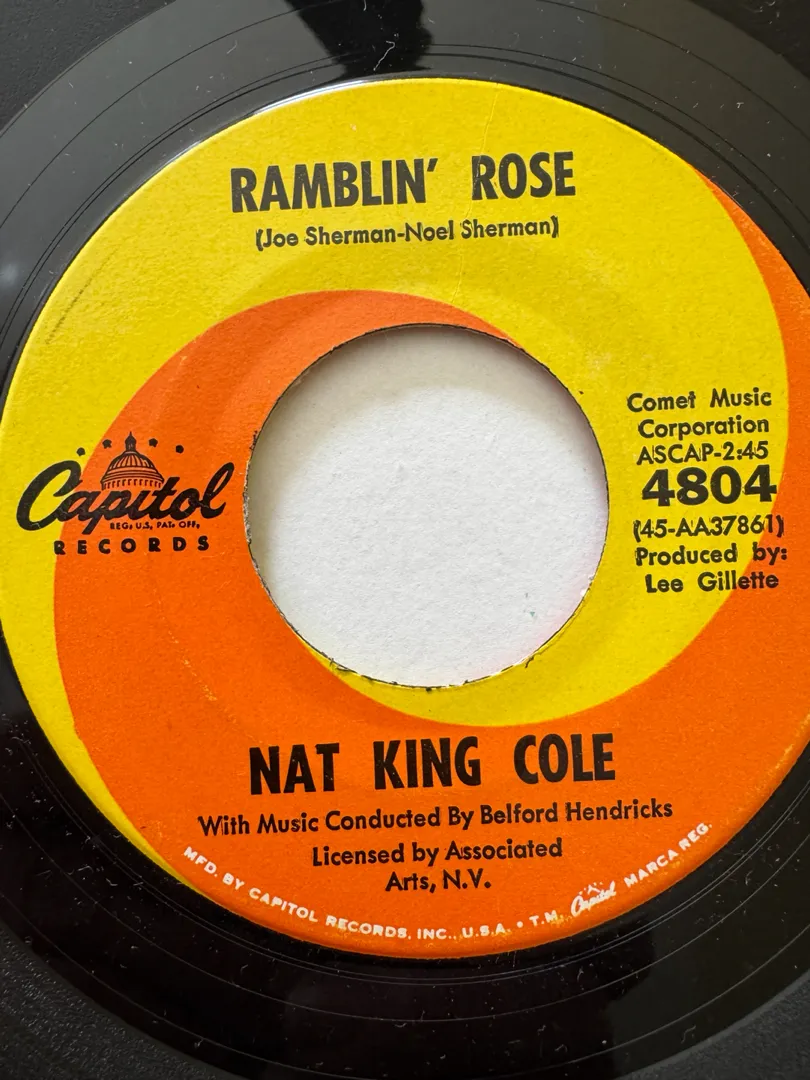 RAMBLIN' ROSE
(Joe Sherman-Noel Sherman)
Capitol
REG. U.S. PAT. OFF.
RECORDS
Comet Music
Corporation
ASCAP-2:45
4804
(45-AA37861)
Produced by:
Lee Gillette
NAT KING COLE
With Music Conducted By Belford Hendricks
Licensed by Associated
Arts, N.V.
MFD. BY CAPITOL RECORDS, INC., U.S.A. • T.M. Capitol MARCA REG.